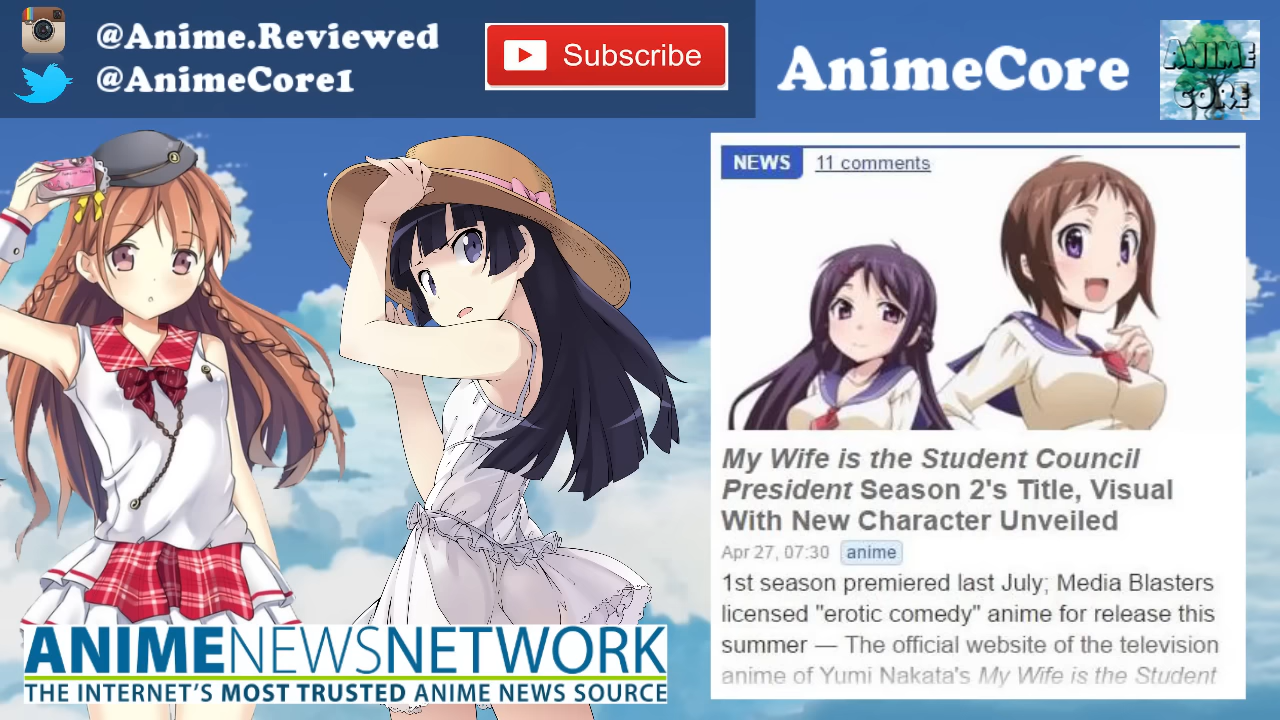 @Anime.Reviewed
@AnimeCore1
Subscribe
AnimeCore
ANIME
CORE
NEWS 11 comments
My Wife is the Student Council
President Season 2's Title, Visual
With New Character Unveiled
Apr 27, 07:30 anime
1st season premiered last July; Media Blasters
licensed "erotic comedy" anime for release this
summer — The official website of the television
anime of Yumi Nakata's My Wife is the Student
ANIMENEWSNETWORK
THE INTERNET'S MOST TRUSTED ANIME NEWS SOURCE